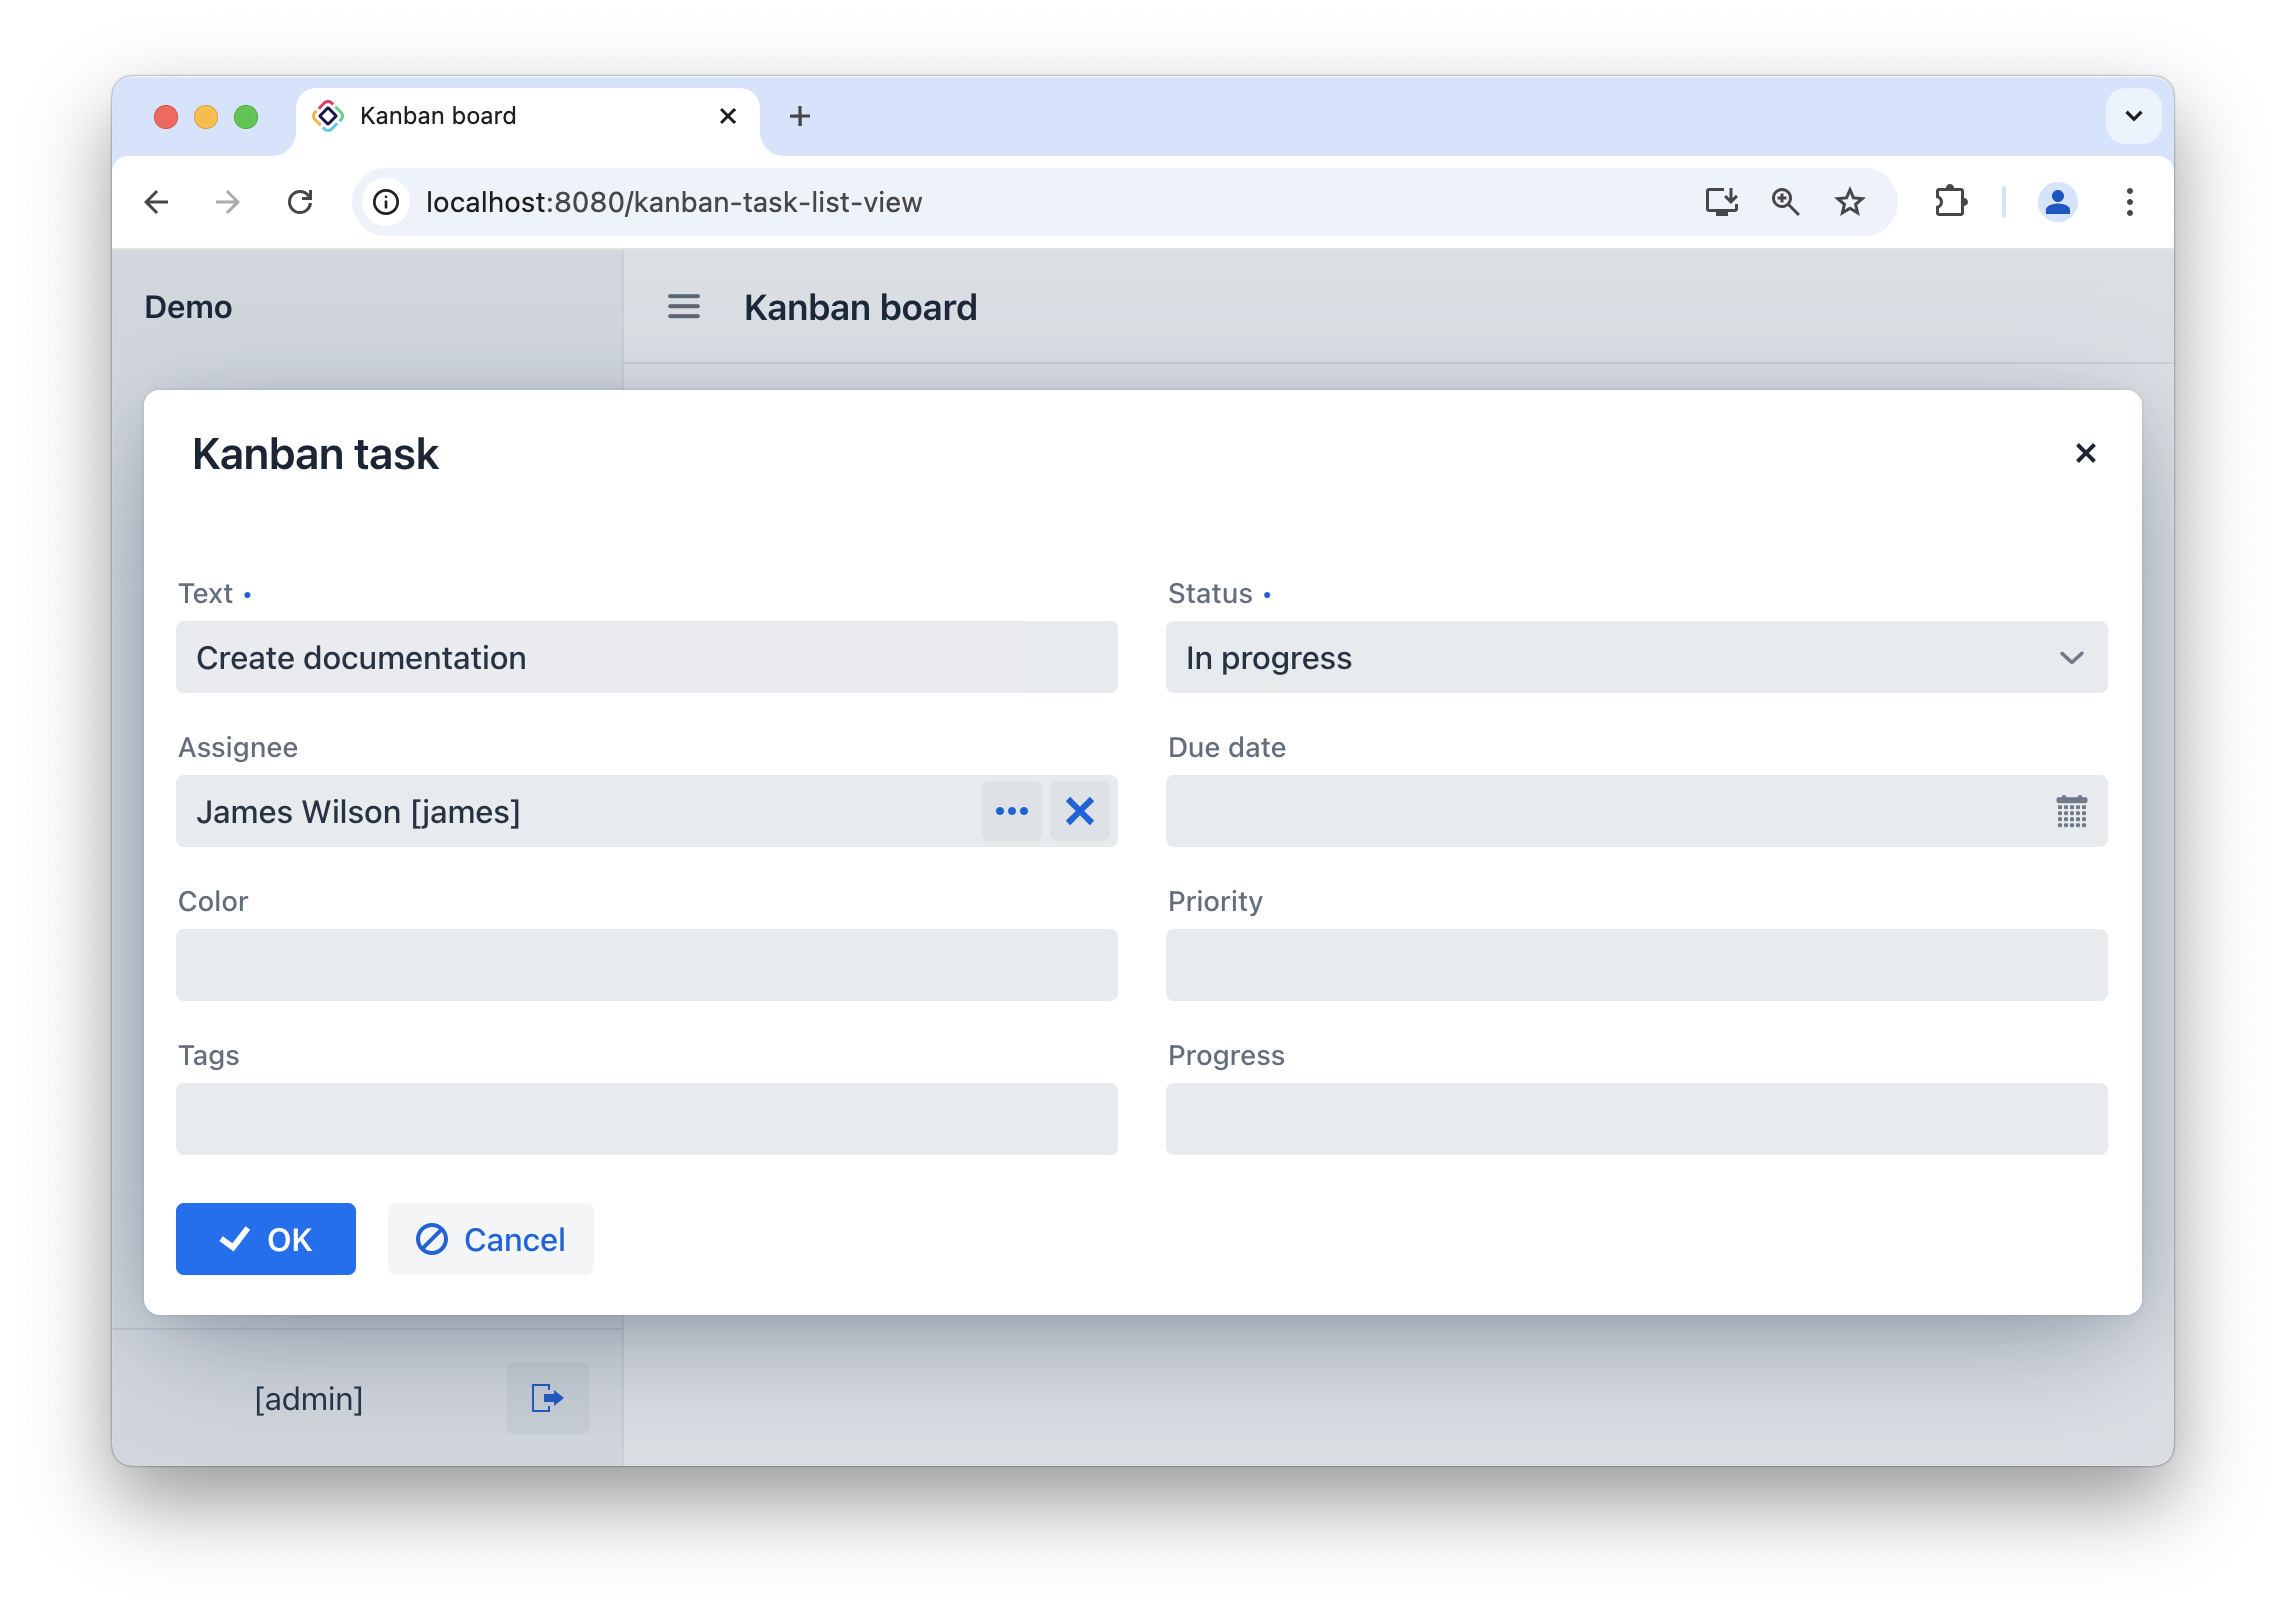 Kanban board
localhost:8080/kanban-task-list-view
Demo
Kanban board
Kanban task
Text •
Status •
Create documentation
In progress
Assignee
Due date
James Wilson [james]
Color
Priority
Tags
Progress
OK
Cancel
[admin]